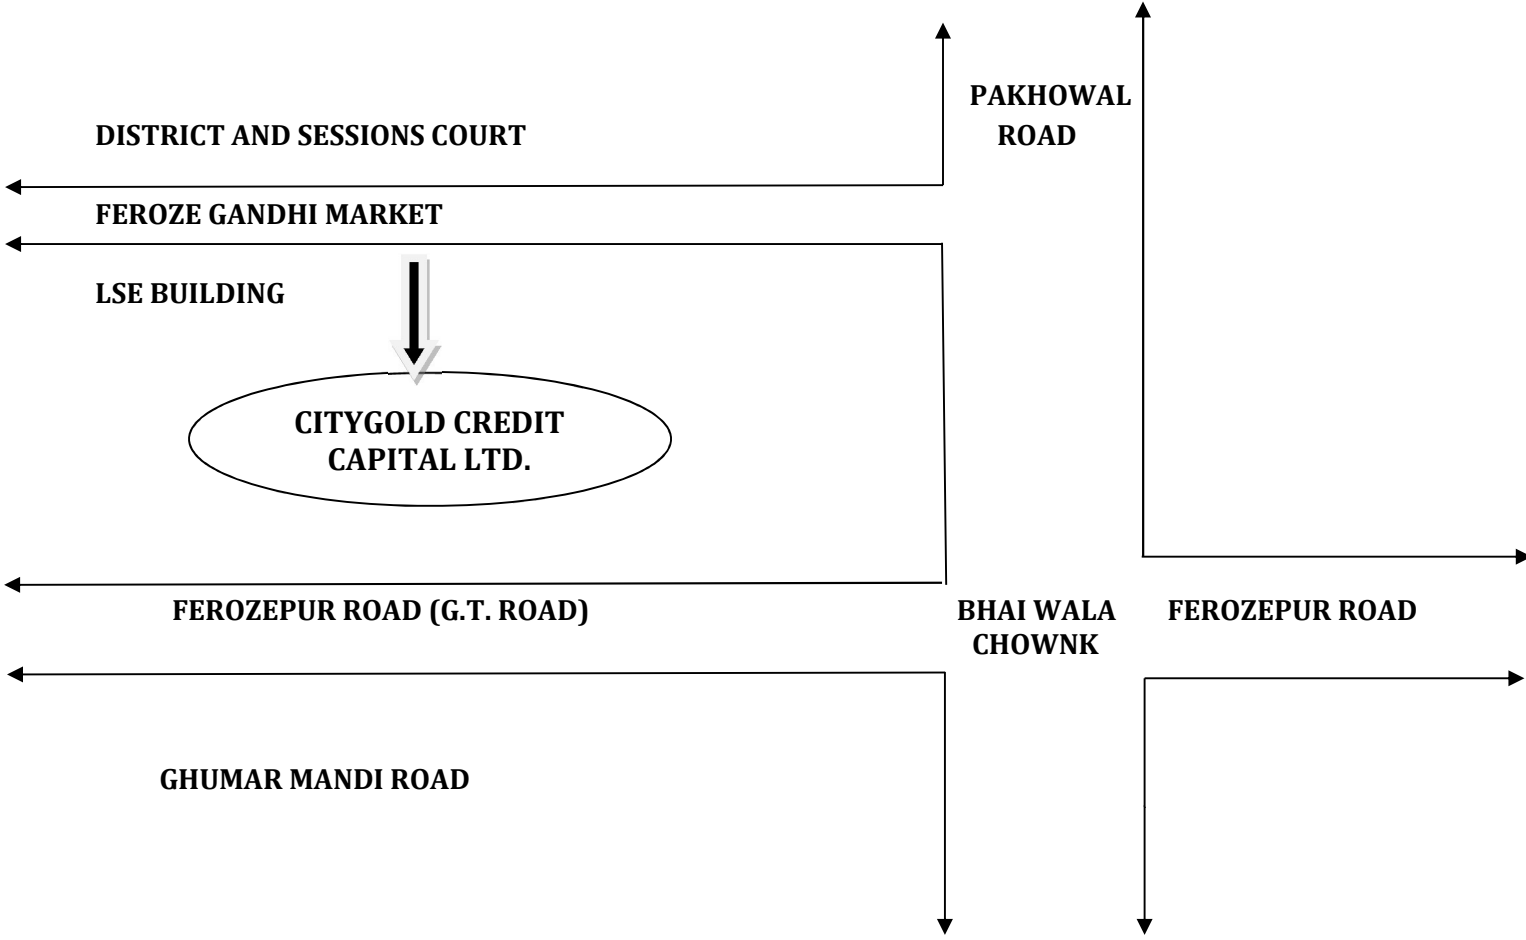 PAKHOWAL
ROAD
DISTRICT AND SESSIONS COURT
FEROZE GANDHI MARKET
LSE BUILDING
CITYGOLD CREDIT
CAPITAL LTD.
FEROZEPUR ROAD (G.T. ROAD)
BHAI WALA
CHOWNK
FEROZEPUR ROAD
GHUMAR MANDI ROAD